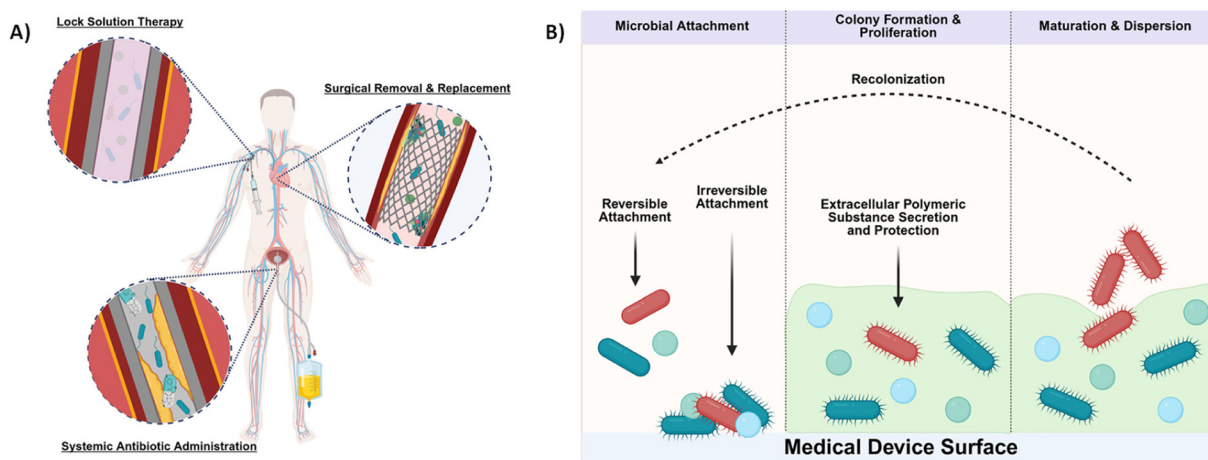 A)
Lock Solution Therapy
Surgical Removal & Replacement
Systemic Antibiotic Administration
B)
Microbial Attachment
Colony Formation &
Proliferation
Maturation & Dispersion
Recolonization
Reversible
Attachment
Irreversible
Attachment
Extracellular Polymeric
Substance Secretion
and Protection
Medical Device Surface